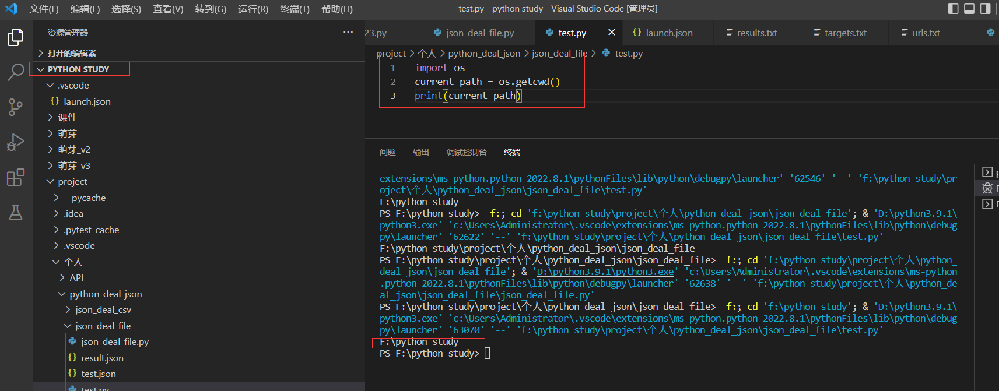 文件(F) 编辑(E) 选择(S) 查看(V) 转到(G) 运行(R) 终端(T) 帮助(H) test.py - python study - Visual Studio Code [管理员]
资源管理器 ···
打开的编辑器
PYTHON STUDY
.vscode
{} launch.json
课件
萌芽
萌芽_v2
萌芽_v3
project
__pycache__
.idea
.pytest_cache
.vscode
个人
API
python_deal_json
json_deal_csv
json_deal_file
json_deal_file.py
{} result.json
{} test.json
test.py
23.py json_deal_file.py test.py {} launch.json results.txt targets.txt urls.txt
project > 个人 > python_deal_json > json_deal_file > test.py
1 import os
2 current_path = os.getcwd()
3 print(current_path)
问题 输出 调试控制台 终端
extensions\ms-python.python-2022.8.1\pythonFiles\lib\python\debugpy\launcher' '62546' '--' 'f:\python study\pr
oject\个人\python_deal_json\json_deal_file\test.py'
F:\python study
PS F:\python study>  f:; cd 'f:\python study\project\个人\python_deal_json\json_deal_file'; & 'D:\python3.9.1\
python3.exe' 'c:\Users\Administrator\.vscode\extensions\ms-python.python-2022.8.1\pythonFiles\lib\python\debug
py\launcher' '62622' '--' 'f:\python study\project\个人\python_deal_json\json_deal_file\test.py'
F:\python study\project\个人\python_deal_json\json_deal_file
PS F:\python study\project\个人\python_deal_json\json_deal_file>  f:; cd 'f:\python study\project\个人\python_
deal_json\json_deal_file'; & 'D:\python3.9.1\python3.exe' 'c:\Users\Administrator\.vscode\extensions\ms-python
.python-2022.8.1\pythonFiles\lib\python\debugpy\launcher' '62638' '--' 'f:\python study\project\个人\python_de
al_json\json_deal_file\json_deal_file.py'
PS F:\python study\project\个人\python_deal_json\json_deal_file>  f:; cd 'f:\python study'; & 'D:\python3.9.1\
python3.exe' 'c:\Users\Administrator\.vscode\extensions\ms-python.python-2022.8.1\pythonFiles\lib\python\debug
py\launcher' '63070' '--' 'f:\python study\project\个人\python_deal_json\json_deal_file\test.py'
F:\python study
PS F:\python study>